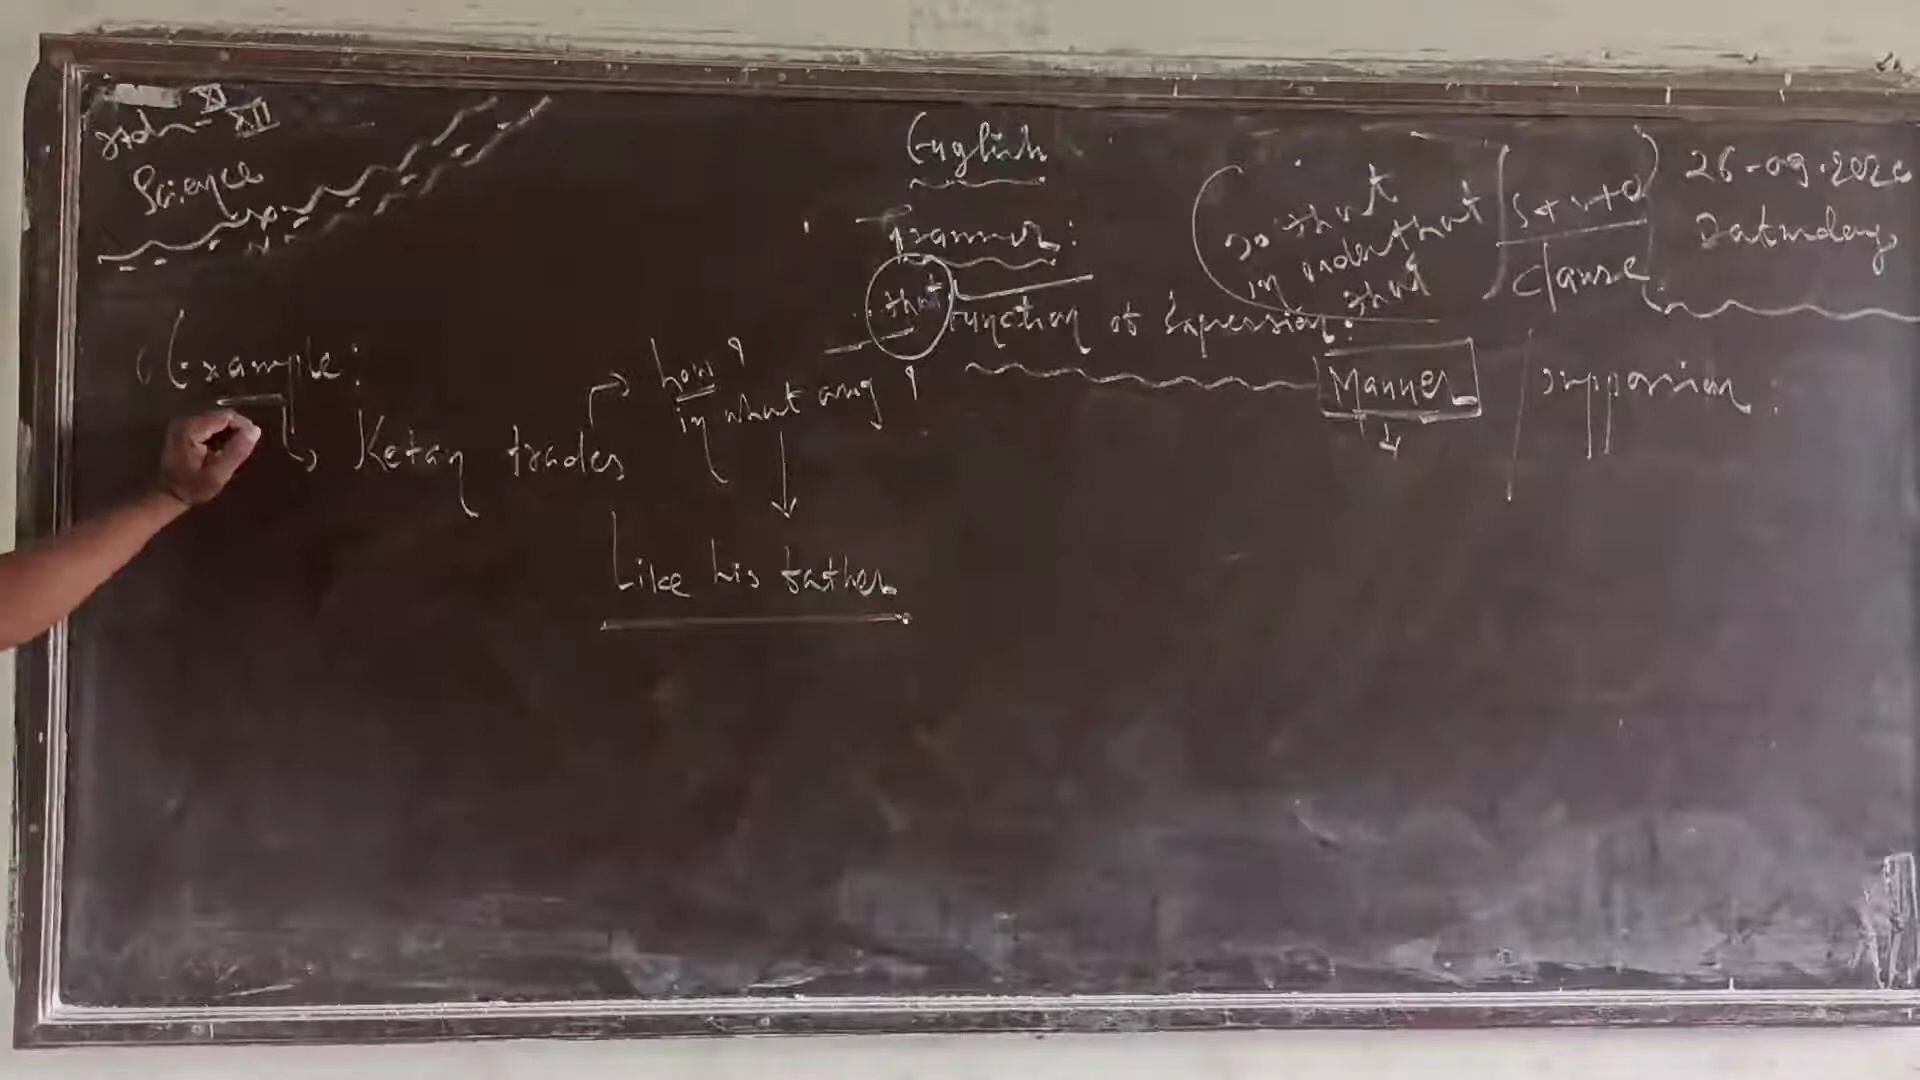 Std- XI
XII
Science
English
Grammar:
that
Function of Expression:
so that
in order that
that
S+V+O
Clause
26-09-2020
Saturday
Manner
supposition:
Example:
Ketan trades
how?
in what way?
Like his father